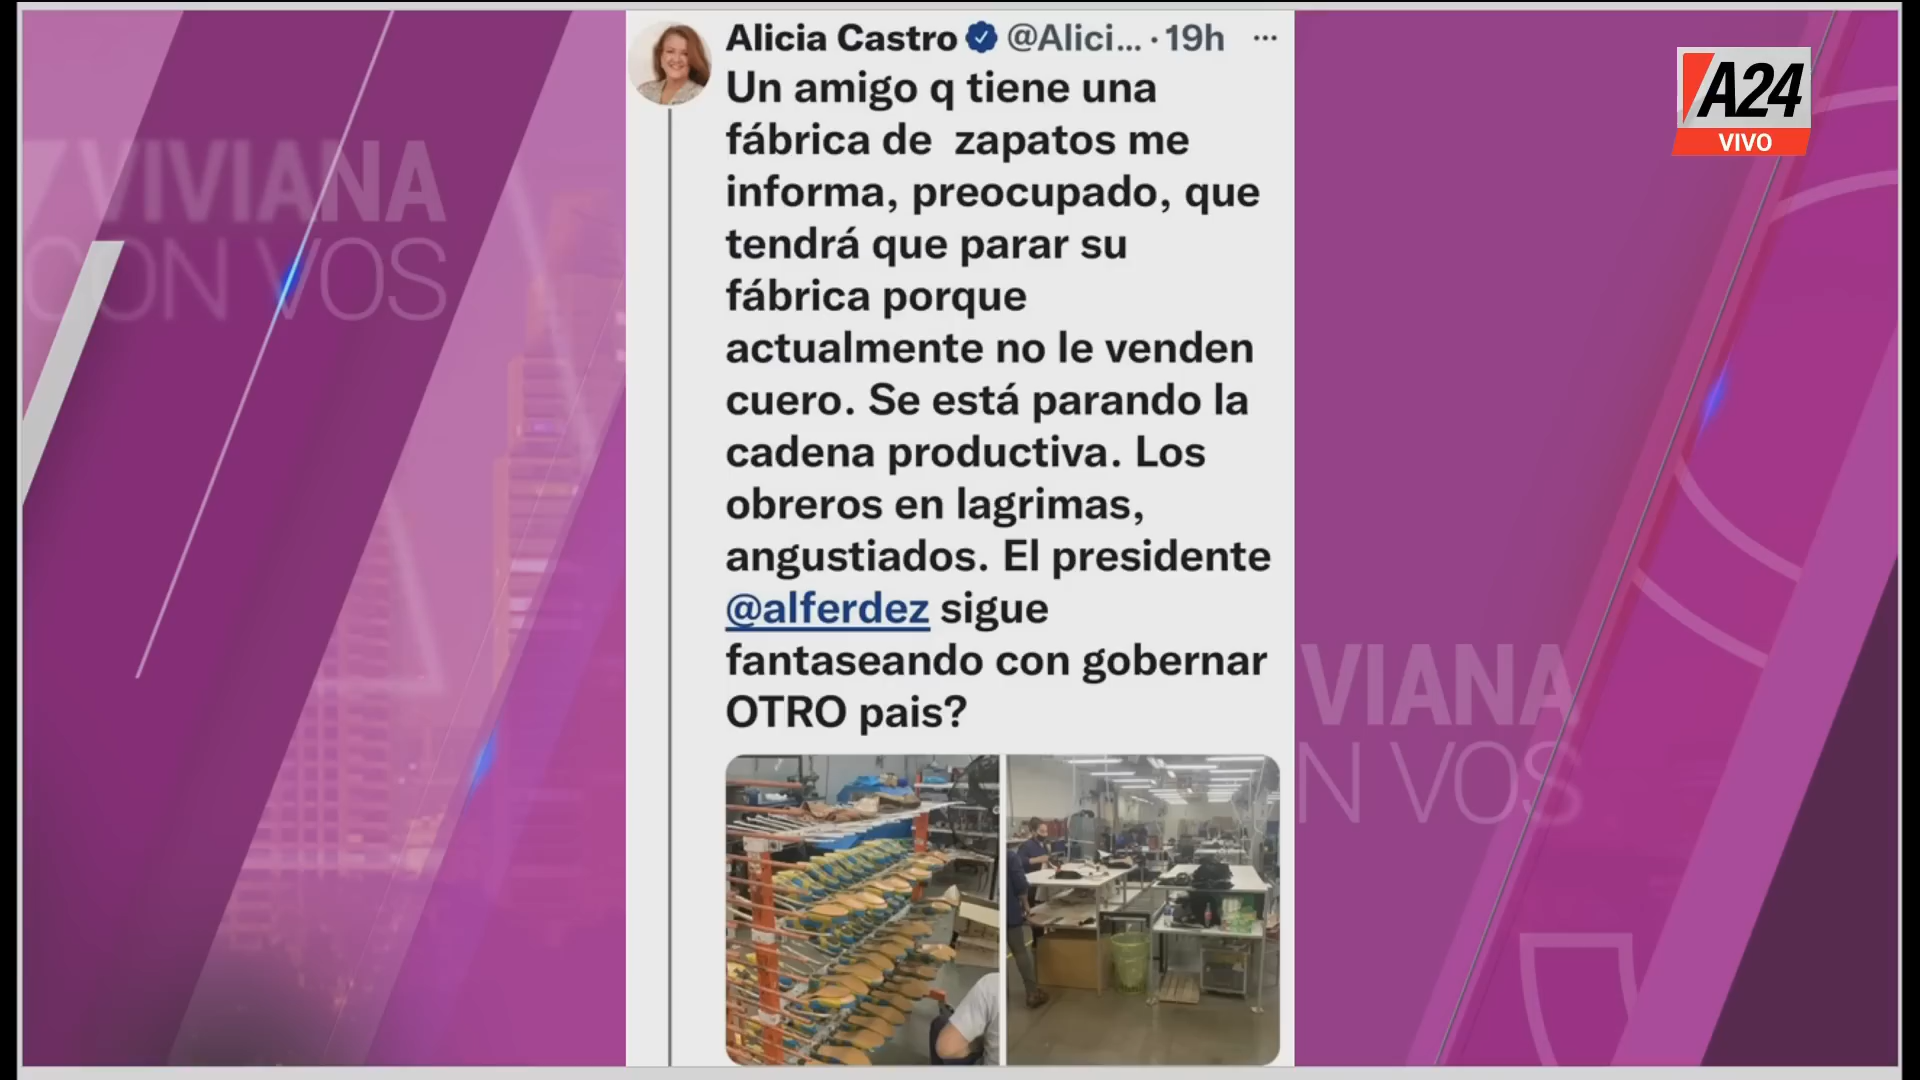 Alicia Castro @Alici... · 19h ...
Un amigo q tiene una
fábrica de zapatos me
informa, preocupado, que
tendrá que parar su
fábrica porque
actualmente no le venden
cuero. Se está parando la
cadena productiva. Los
obreros en lagrimas,
angustiados. El presidente
@alferdez sigue
fantaseando con gobernar
OTRO pais?
A24
VIVO
VIVIANA
CON VOS
VIANA
N VOS